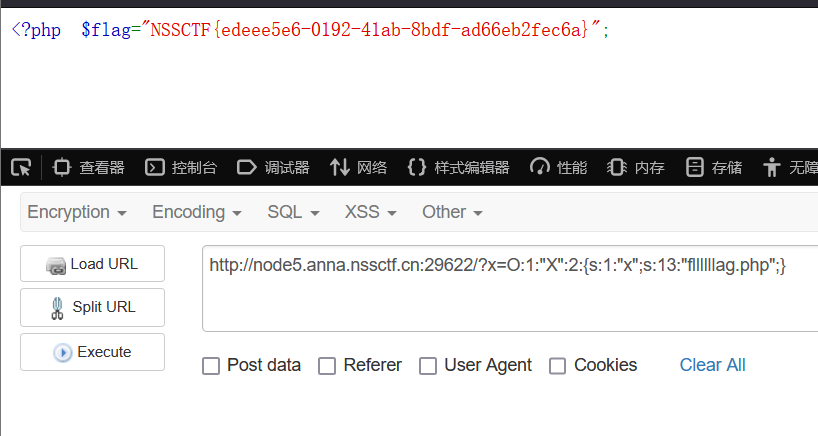 <?php  $flag="NSSCTF{edeee5e6-0192-41ab-8bdf-ad66eb2fec6a}";
查看器 控制台 调试器 网络 样式编辑器 性能 内存 存储 无障
Encryption Encoding SQL XSS Other
Load URL
http://node5.anna.nssctf.cn:29622/?x=O:1:"X":2:{s:1:"x";s:13:"fllllllag.php";}
Split URL
Execute
Post data Referer User Agent Cookies Clear All